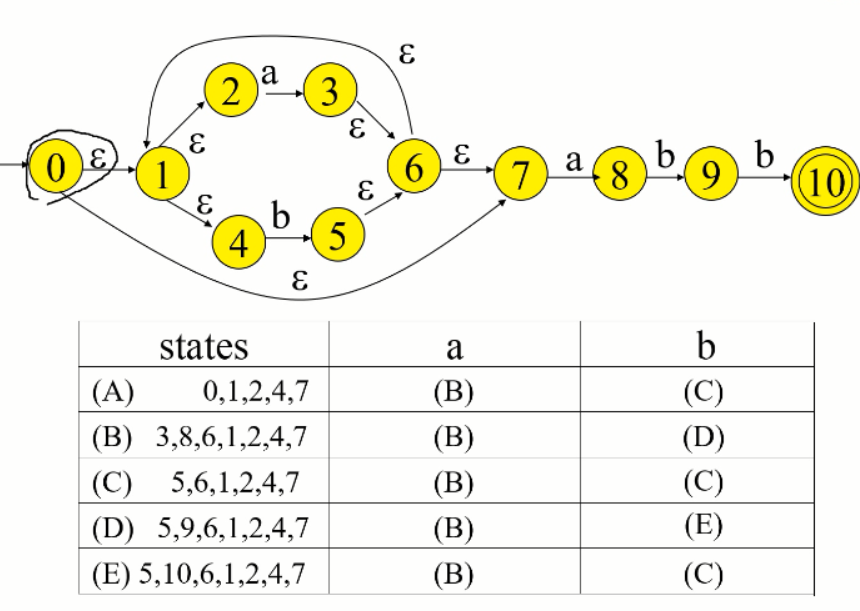 ε
2 a 3
ε ε
0 ε 1 6 ε 7 a 8 b 9 b 10
ε ε
4 b 5
ε
states a b
(A) 0,1,2,4,7 (B) (C)
(B) 3,8,6,1,2,4,7 (B) (D)
(C) 5,6,1,2,4,7 (B) (C)
(D) 5,9,6,1,2,4,7 (B) (E)
(E) 5,10,6,1,2,4,7 (B) (C)